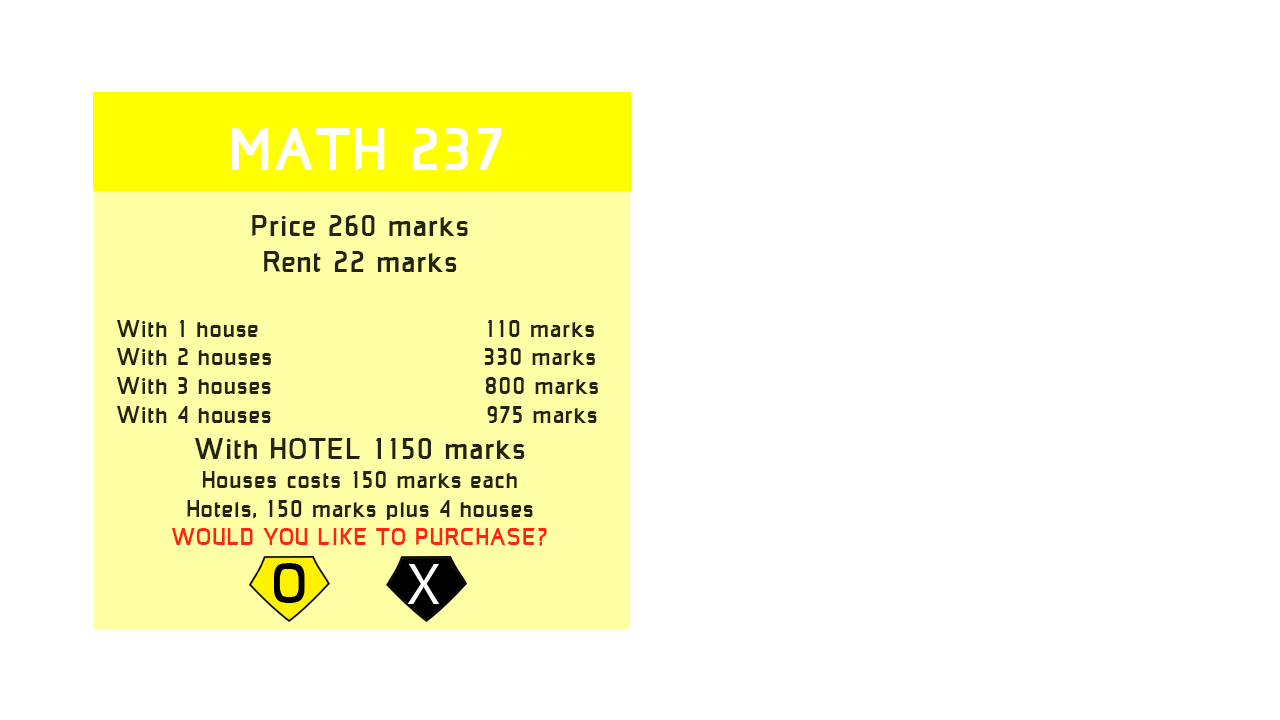 MATH 237
Price 260 marks
Rent 22 marks
With 1 house 110 marks
With 2 houses 330 marks
With 3 houses 800 marks
With 4 houses 975 marks
With HOTEL 1150 marks
Houses costs 150 marks each
Hotels, 150 marks plus 4 houses
WOULD YOU LIKE TO PURCHASE?
O X